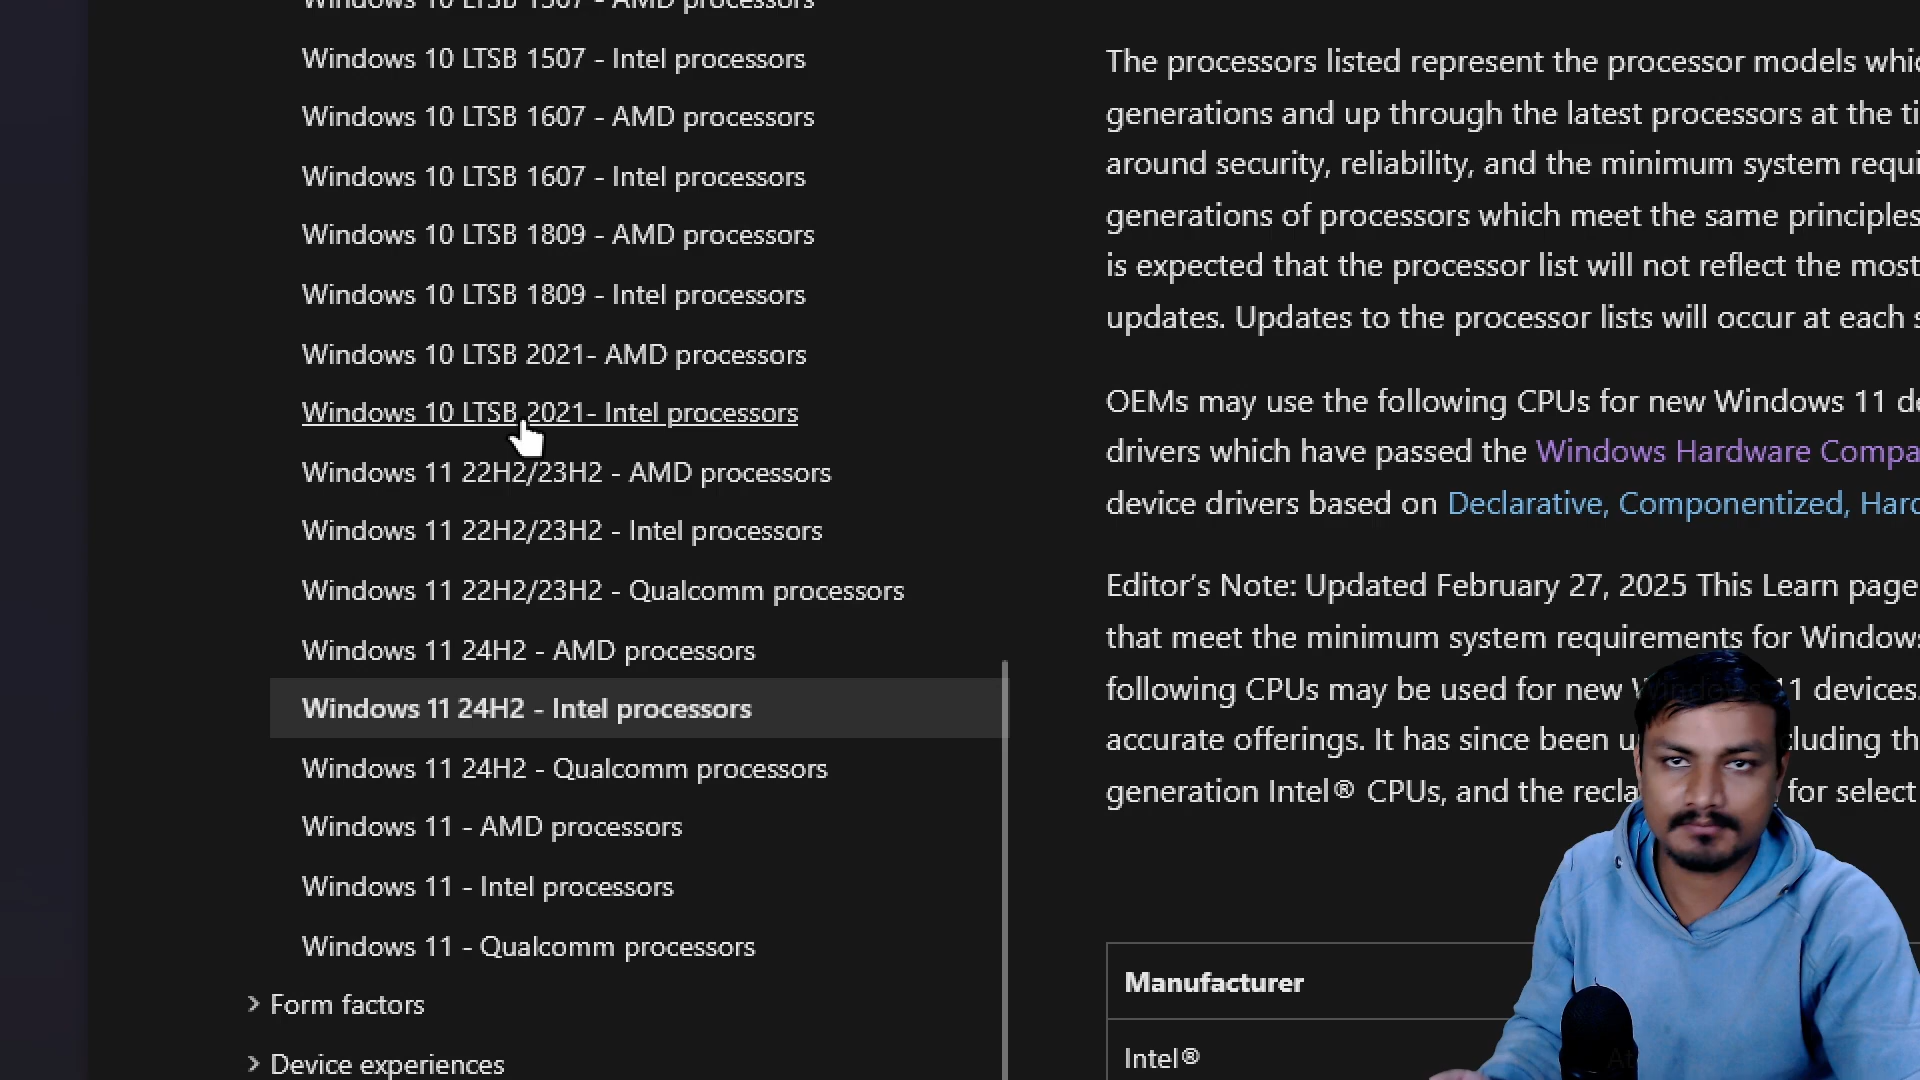 Windows 10 LTSB 1507 - AMD processors
Windows 10 LTSB 1507 - Intel processors
Windows 10 LTSB 1607 - AMD processors
Windows 10 LTSB 1607 - Intel processors
Windows 10 LTSB 1809 - AMD processors
Windows 10 LTSB 1809 - Intel processors
Windows 10 LTSB 2021- AMD processors
Windows 10 LTSB 2021- Intel processors
Windows 11 22H2/23H2 - AMD processors
Windows 11 22H2/23H2 - Intel processors
Windows 11 22H2/23H2 - Qualcomm processors
Windows 11 24H2 - AMD processors
Windows 11 24H2 - Intel processors
Windows 11 24H2 - Qualcomm processors
Windows 11 - AMD processors
Windows 11 - Intel processors
Windows 11 - Qualcomm processors
Form factors
Device experiences
The processors listed represent the processor models
generations and up through the latest processors at the
around security, reliability, and the minimum system
generations of processors which meet the same principles
is expected that the processor list will not reflect the most
updates. Updates to the processor lists will occur at each
OEMs may use the following CPUs for new Windows 11
drivers which have passed the Windows Hardware
device drivers based on Declarative, Componentized,
Editor’s Note: Updated February 27, 2025 This Learn page
that meet the minimum system requirements for Windows
following CPUs may be used for new Windows 11 devices.
accurate offerings. It has since been
generation Intel® CPUs, and the for select
Manufacturer
Intel®